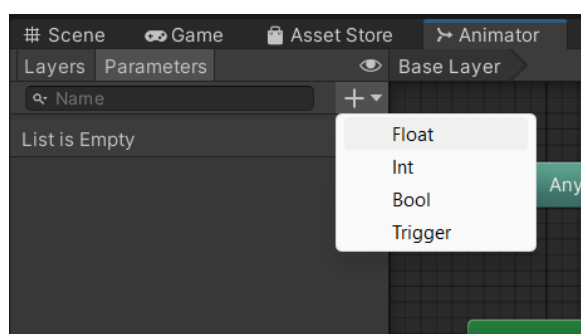 Scene Game Asset Store Animator
Layers Parameters Base Layer
Name
List is Empty
Float
Int
Bool
Trigger
Any